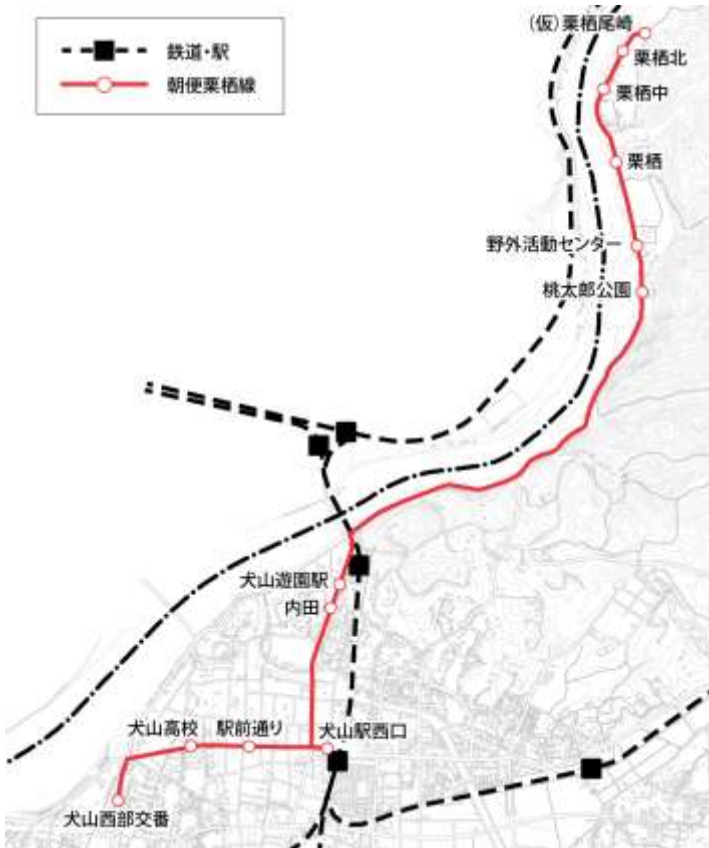 鉄道・駅
朝便栗栖線
(仮)栗栖尾崎
栗栖北
栗栖中
栗栖
野外活動センター
桃太郎公園
犬山遊園駅
内田
犬山高校
駅前通り
犬山駅西口
犬山西部交番